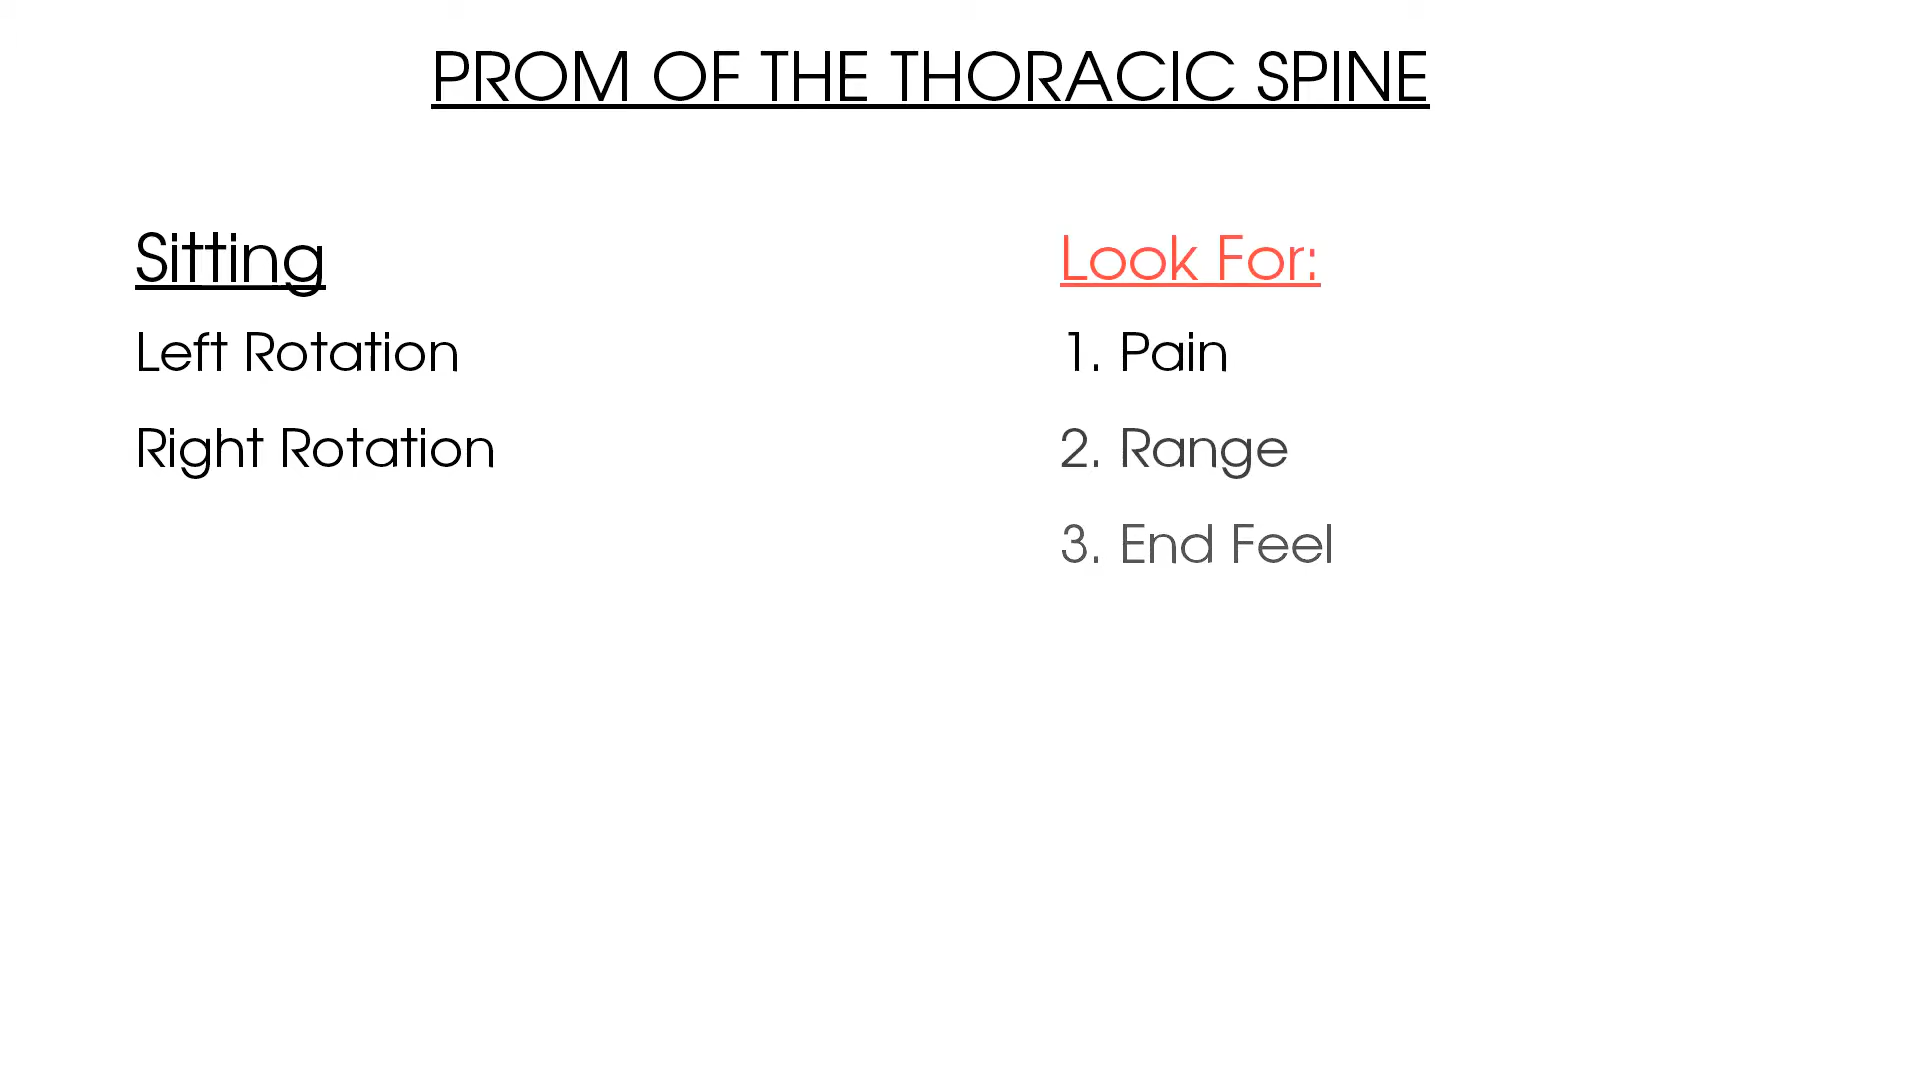 PROM OF THE THORACIC SPINE
Sitting
Left Rotation
Right Rotation
Look For:
1. Pain
2. Range
3. End Feel